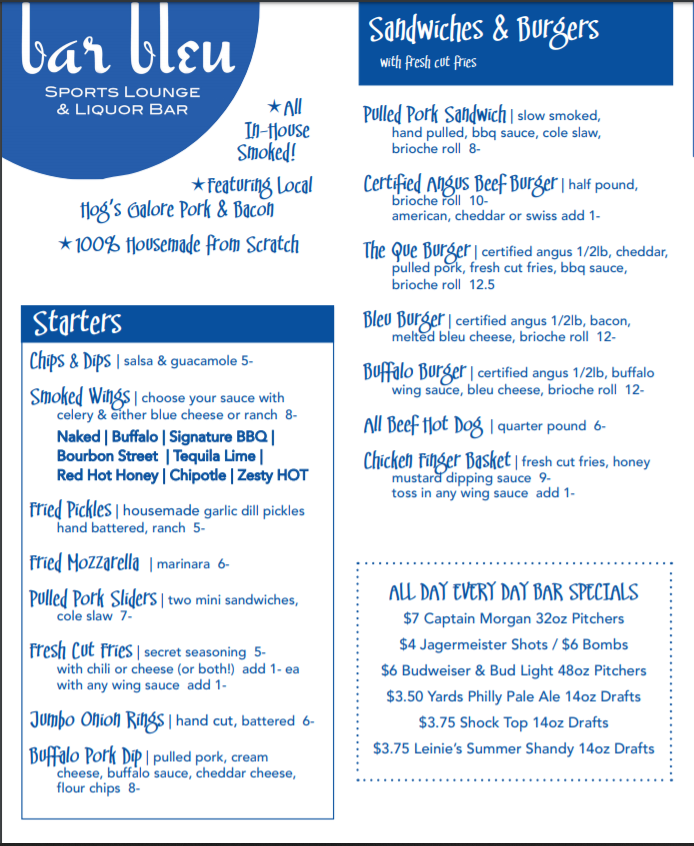 bar bleu
Sports Lounge
& Liquor Bar
★All
In-House
Smoked!
★Featuring Local
Hog's Galore Pork & Bacon
★100% Housemade from Scratch
Starters
Chips & Dips | salsa & guacamole 5-
Smoked Wings | choose your sauce with
celery & either blue cheese or ranch 8-
Naked | Buffalo | Signature BBQ |
Bourbon Street | Tequila Lime |
Red Hot Honey | Chipotle | Zesty HOT
Fried Pickles | housemade garlic dill pickles
hand battered, ranch 5-
Fried Mozzarella | marinara 6-
Pulled Pork Sliders | two mini sandwiches,
cole slaw 7-
Fresh Cut Fries | secret seasoning 5-
with chili or cheese (or both!) add 1- ea
with any wing sauce add 1-
Jumbo Onion Rings | hand cut, battered 6-
Buffalo Pork Dip | pulled pork, cream
cheese, buffalo sauce, cheddar cheese,
flour chips 8-
Sandwiches & Burgers
with fresh cut fries
Pulled Pork Sandwich | slow smoked,
hand pulled, bbq sauce, cole slaw,
brioche roll 8-
Certified Angus Beef Burger | half pound,
brioche roll 10-
american, cheddar or swiss add 1-
The Que Burger | certified angus 1/2lb, cheddar,
pulled pork, fresh cut fries, bbq sauce,
brioche roll 12.5
Bleu Burger | certified angus 1/2lb, bacon,
melted bleu cheese, brioche roll 12-
Buffalo Burger | certified angus 1/2lb, buffalo
wing sauce, bleu cheese, brioche roll 12-
All Beef Hot Dog | quarter pound 6-
Chicken Finger Basket | fresh cut fries, honey
mustard dipping sauce 9-
toss in any wing sauce add 1-
ALL DAY EVERY DAY BAR SPECIALS
$7 Captain Morgan 32oz Pitchers
$4 Jagermeister Shots / $6 Bombs
$6 Budweiser & Bud Light 48oz Pitchers
$3.50 Yards Philly Pale Ale 14oz Drafts
$3.75 Shock Top 14oz Drafts
$3.75 Leinie's Summer Shandy 14oz Drafts